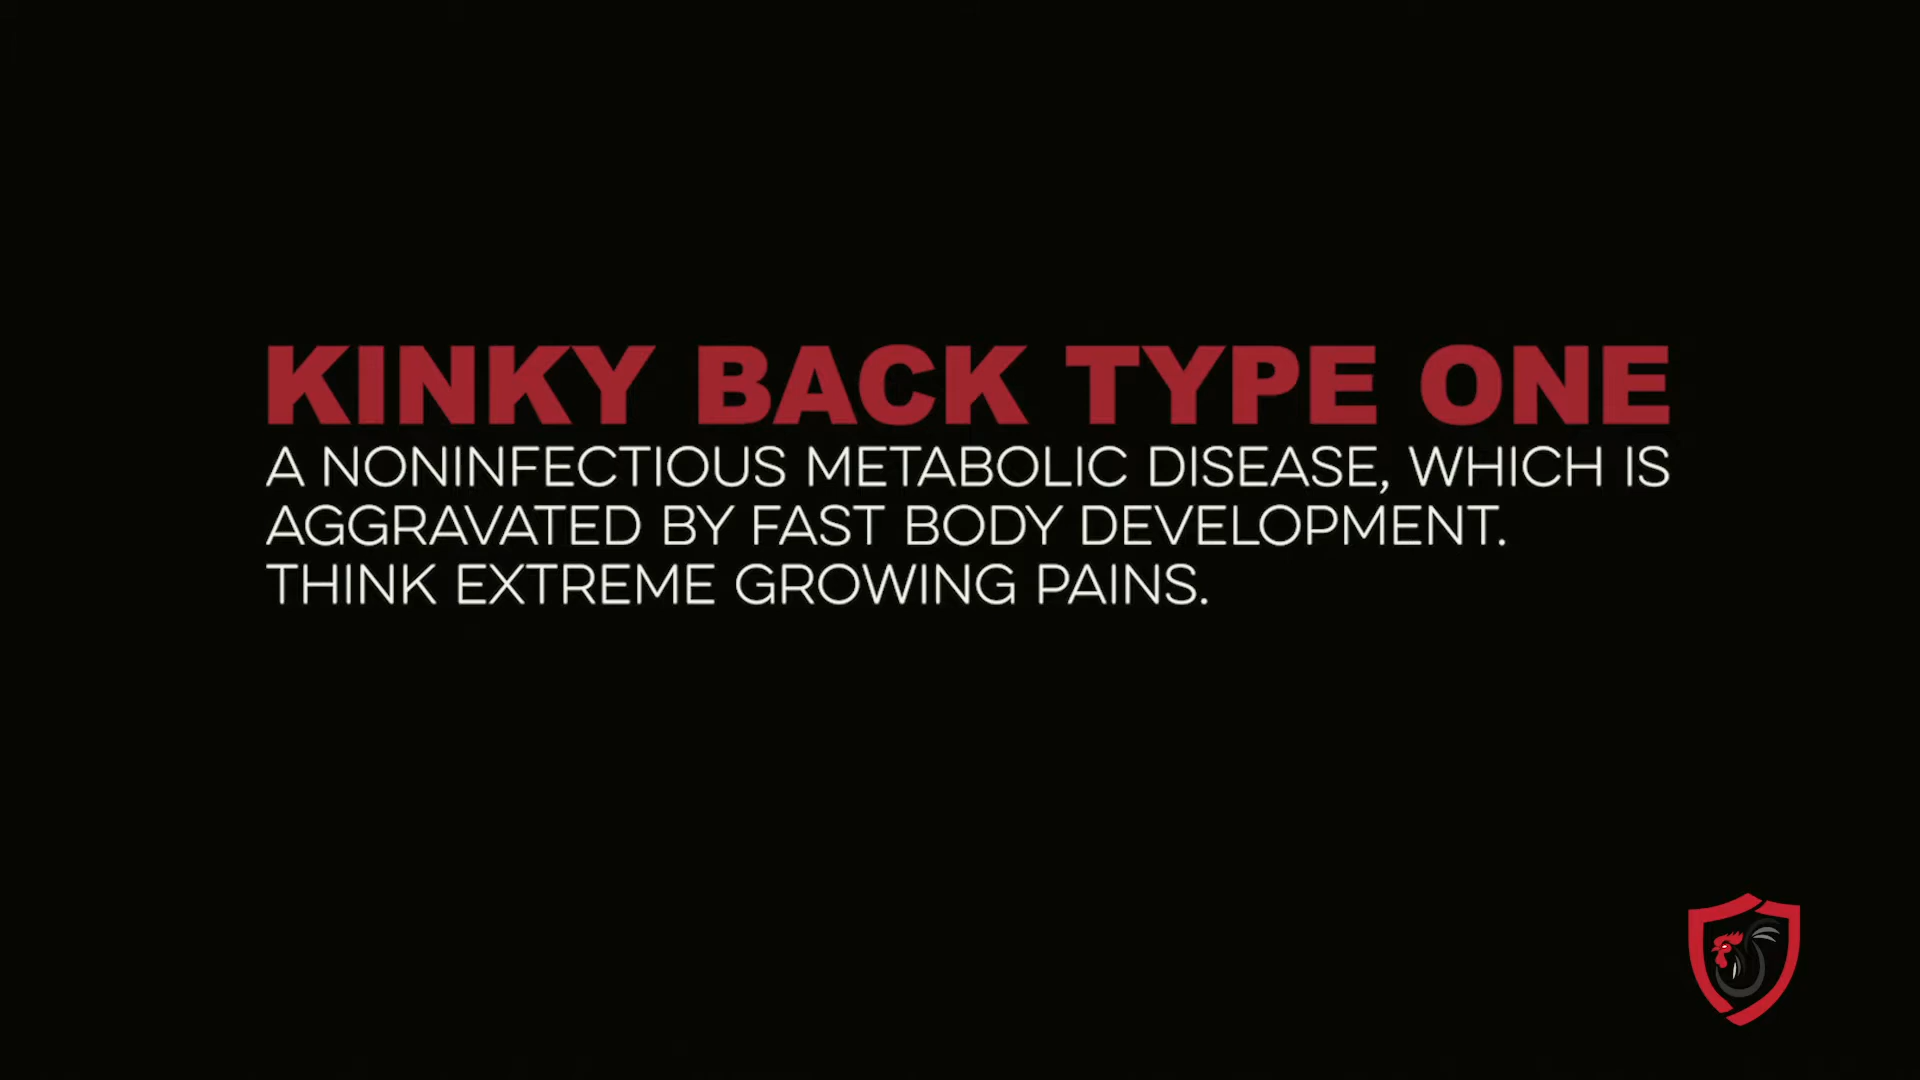 KINKY BACK TYPE ONE
A NONINFECTIOUS METABOLIC DISEASE, WHICH IS
AGGRAVATED BY FAST BODY DEVELOPMENT.
THINK EXTREME GROWING PAINS.